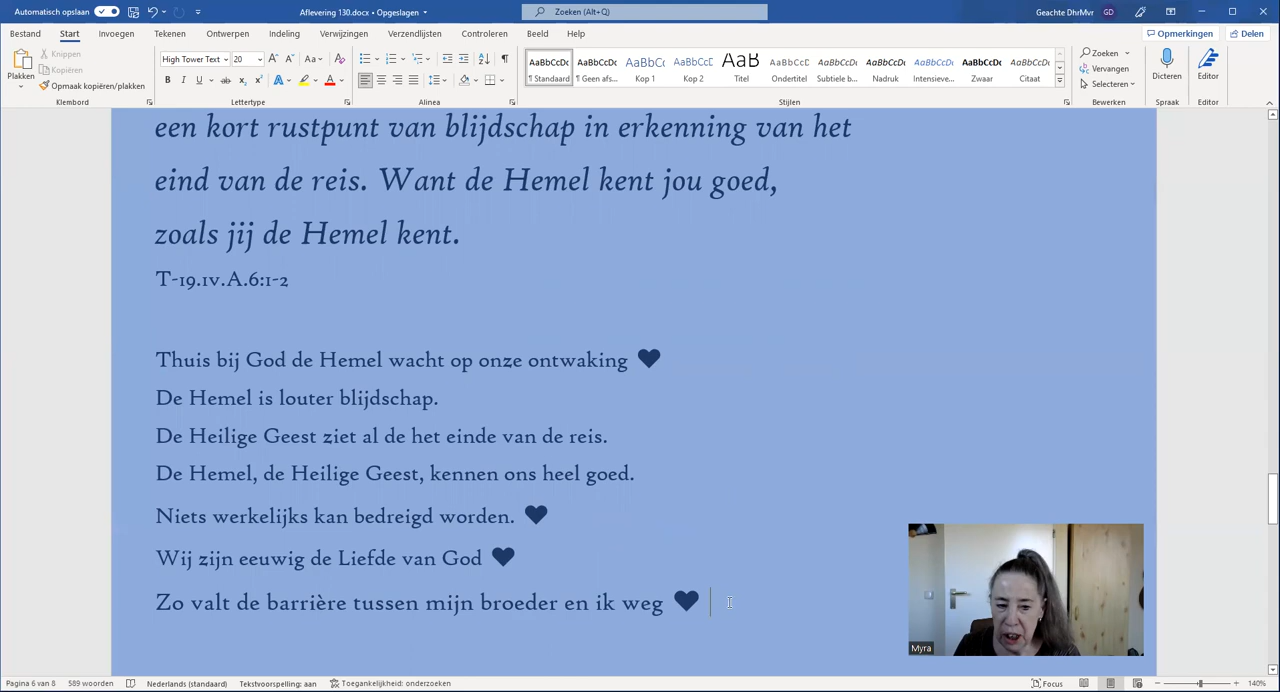 Automatisch opslaan
Aflevering 130.docx • Opgeslagen
Zoeken (Alt+Q)
Geachte DhrMvr
GD
Bestand Start Invoegen Tekenen Ontwerpen Indeling Verwijzingen Verzendlijsten Controleren Beeld Help
Opmerkingen
Delen
Plakken
Knippen
Kopiëren
Opmaak kopiëren/plakken
Klembord
High Tower Text 20
Lettertype
Alinea
AaBbCcDc AaBbCcDc AaBbCc AaBbCcC AaB AaBbCcD AaBbCcDc AaBbCcDc AaBbCcDc AaBbCcDc AaBbCcDc
¶ Standaard ¶ Geen afs... Kop 1 Kop 2 Titel Ondertitel Subtiele b... Nadruk Intensieve... Zwaar Citaat
Stijlen
Zoeken
Vervangen
Selecteren
Bewerken
Dicteren
Spraak
Editor
Editor
een kort rustpunt van blijdschap in erkenning van het
eind van de reis. Want de Hemel kent jou goed,
zoals jij de Hemel kent.
T-19.iv.A.6:1-2
Thuis bij God de Hemel wacht op onze ontwaking ♥
De Hemel is louter blijdschap.
De Heilige Geest ziet al de het einde van de reis.
De Hemel, de Heilige Geest, kennen ons heel goed.
Niets werkelijks kan bedreigd worden. ♥
Wij zijn eeuwig de Liefde van God ♥
Zo valt de barrière tussen mijn broeder en ik weg ♥
Myra
Pagina 6 van 8 589 woorden Nederlands (standaard) Tekstvoorspelling: aan Toegankelijkheid: onderzoeken
Focus
140%